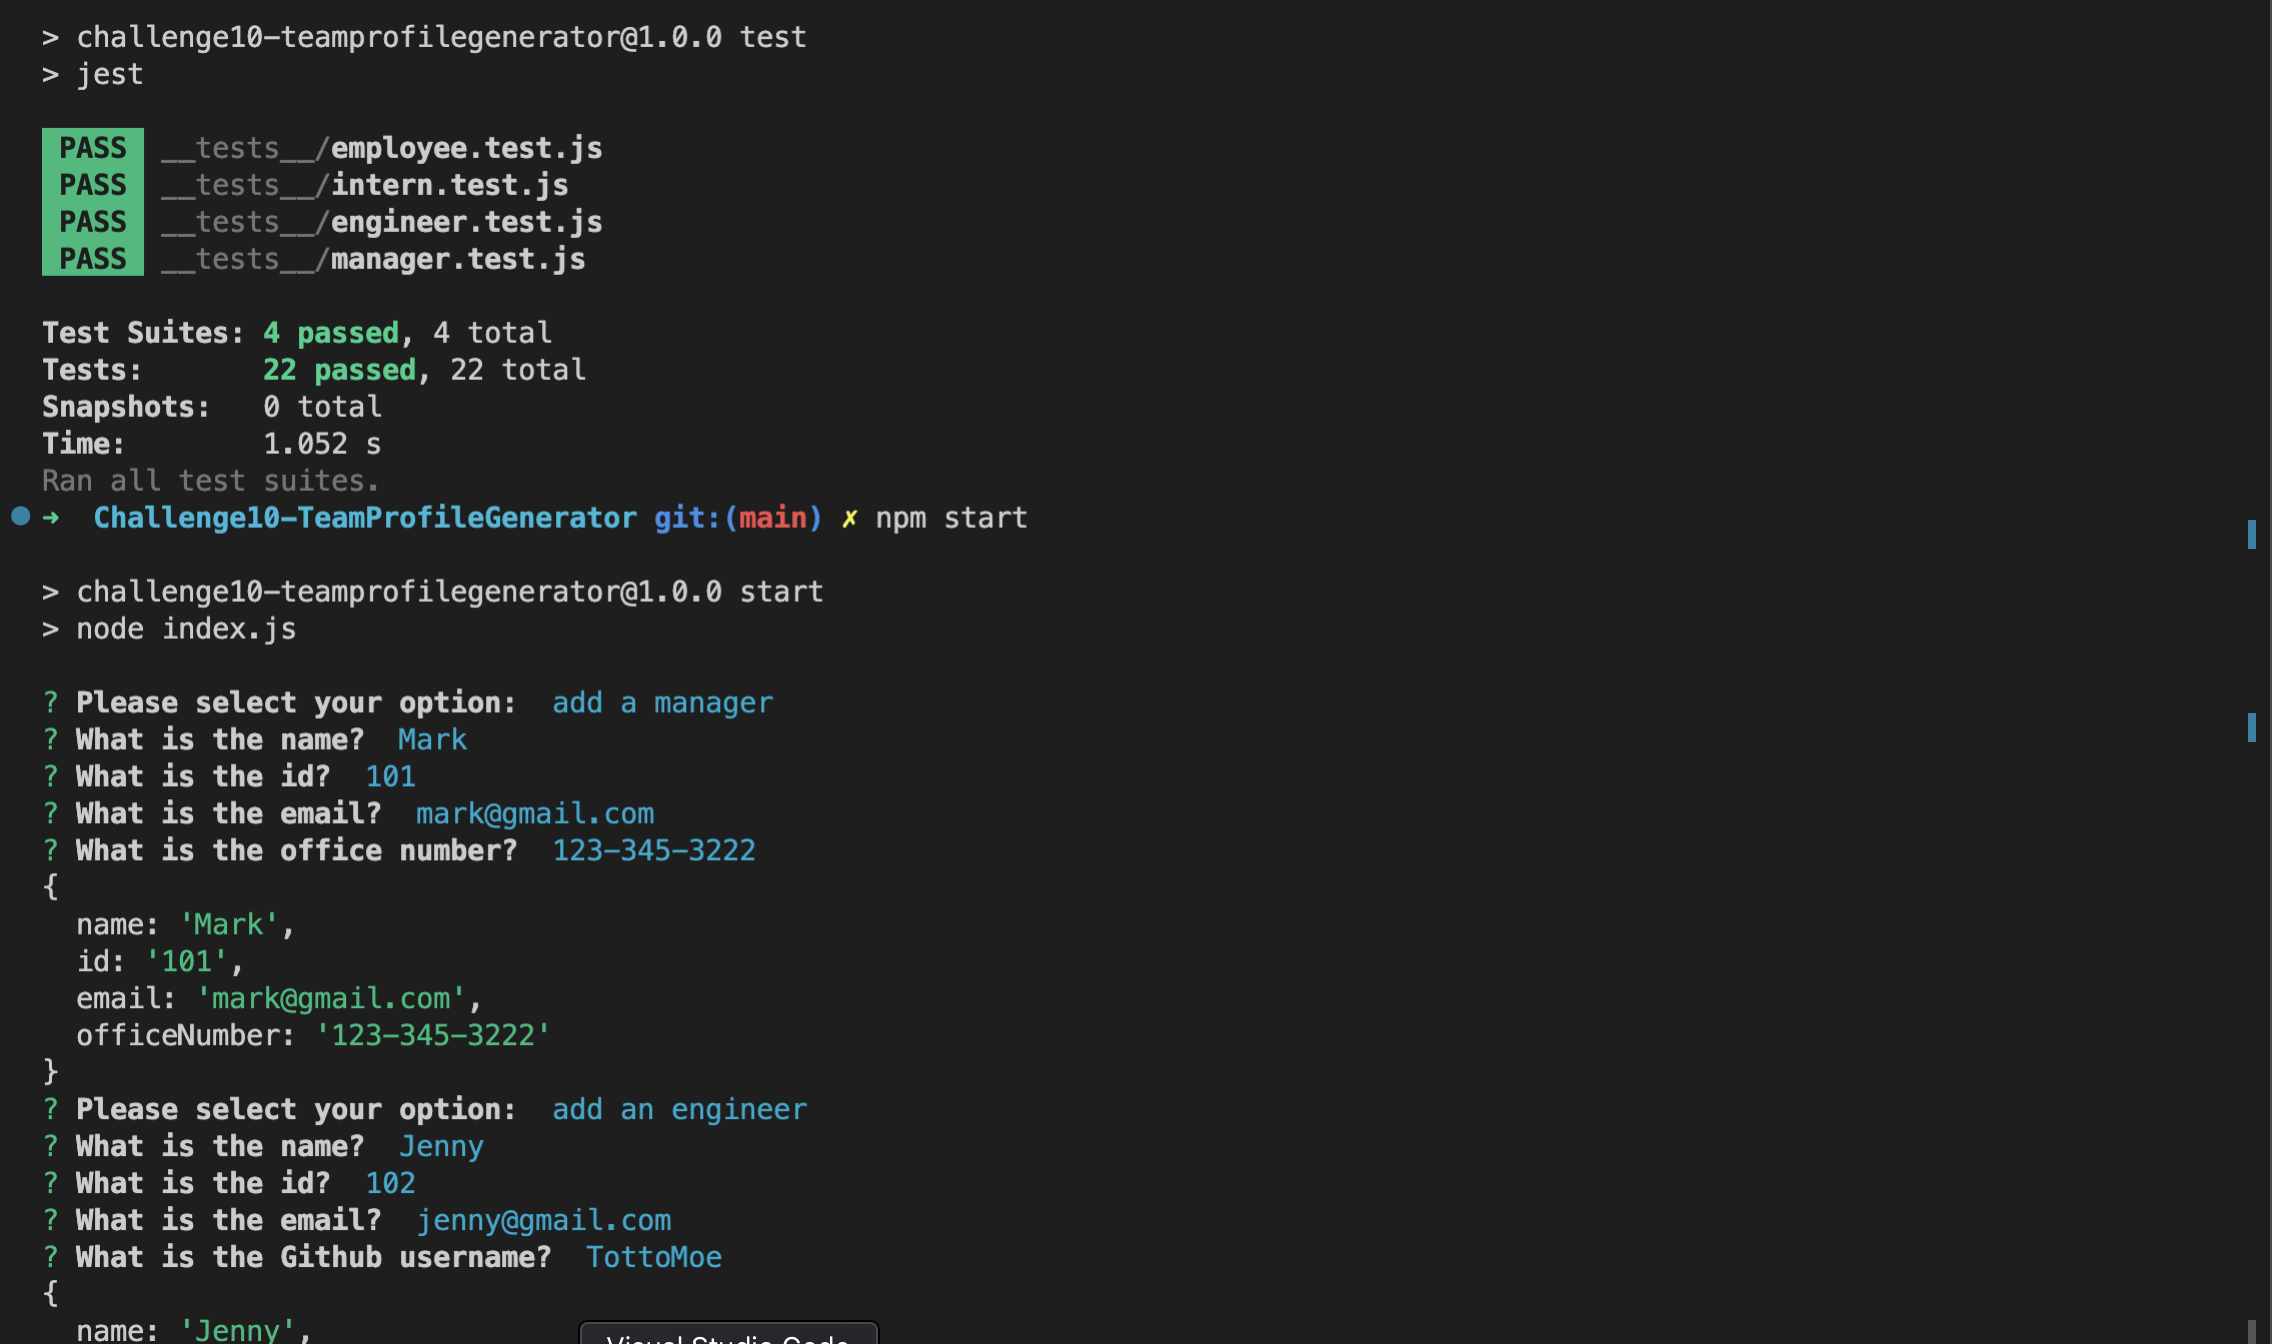 > challenge10-teamprofilegenerator@1.0.0 test
> jest
PASS __tests__/employee.test.js
PASS __tests__/intern.test.js
PASS __tests__/engineer.test.js
PASS __tests__/manager.test.js
Test Suites: 4 passed, 4 total
Tests: 22 passed, 22 total
Snapshots: 0 total
Time: 1.052 s
Ran all test suites.
➜ Challenge10-TeamProfileGenerator git:(main) ✗ npm start
> challenge10-teamprofilegenerator@1.0.0 start
> node index.js
? Please select your option: add a manager
? What is the name? Mark
? What is the id? 101
? What is the email? mark@gmail.com
? What is the office number? 123-345-3222
{
name: 'Mark',
id: '101',
email: 'mark@gmail.com',
officeNumber: '123-345-3222'
}
? Please select your option: add an engineer
? What is the name? Jenny
? What is the id? 102
? What is the email? jenny@gmail.com
? What is the Github username? TottoMoe
{
name: 'Jenny',
Visual Studio Code